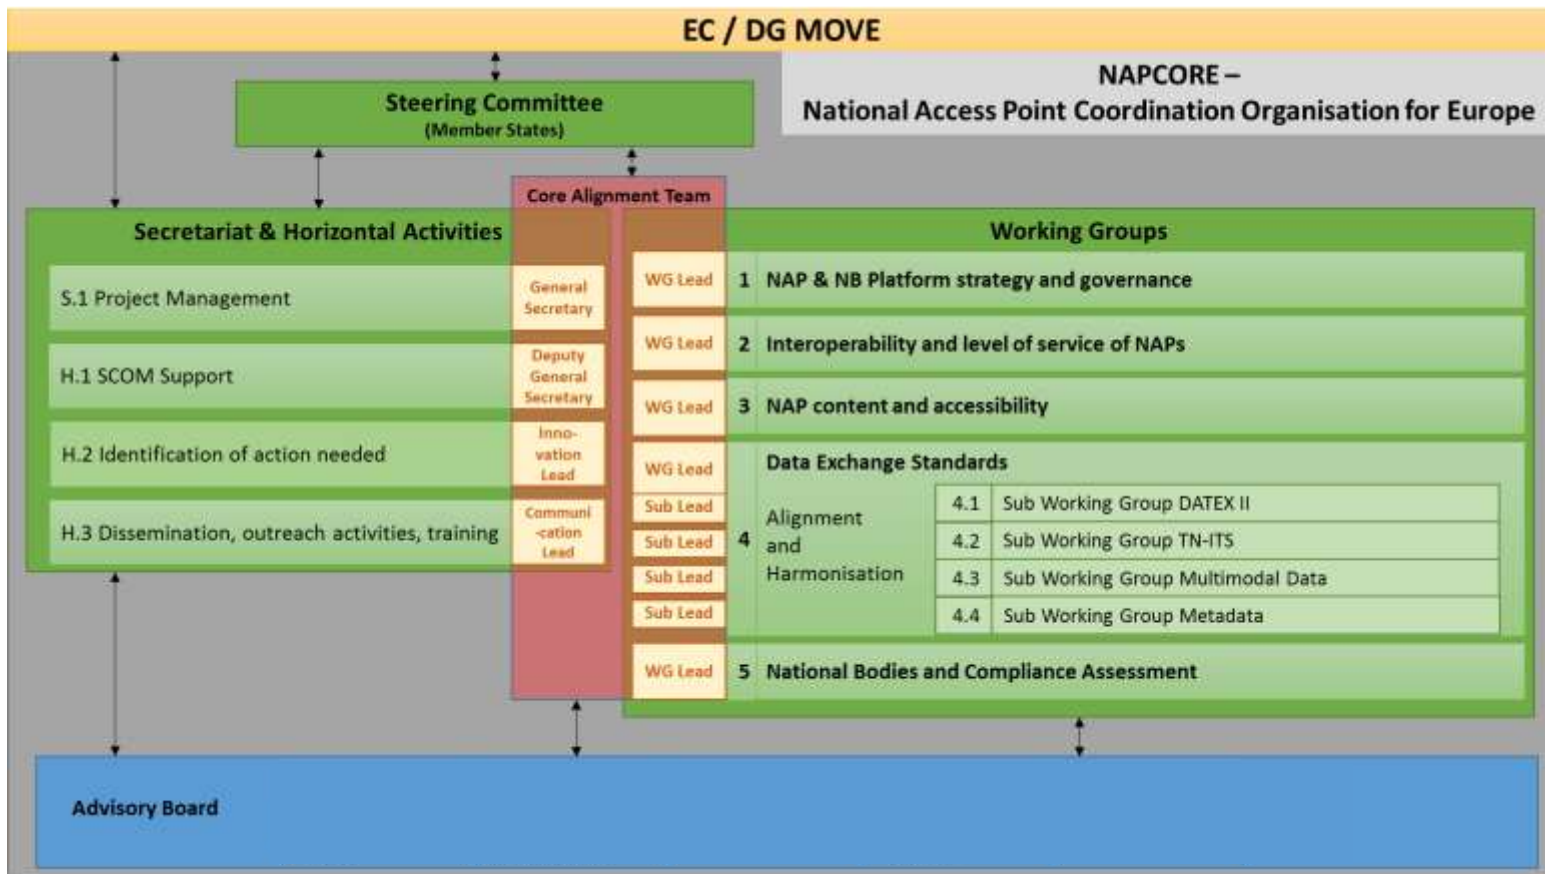 EC / DG MOVE
NAPCORE –
National Access Point Coordination Organisation for Europe
Steering Committee
(Member States)
Core Alignment Team
Secretariat & Horizontal Activities
S.1 Project Management
General
Secretary
H.1 SCOM Support
Deputy
General
Secretary
H.2 Identification of action needed
Inno-
vation
Lead
H.3 Dissemination, outreach activities, training
Communi
-cation
Lead
Working Groups
WG Lead 1 NAP & NB Platform strategy and governance
WG Lead 2 Interoperability and level of service of NAPs
WG Lead 3 NAP content and accessibility
WG Lead
Sub Lead
Sub Lead
Sub Lead
Sub Lead
4
Data Exchange Standards
Alignment
and
Harmonisation
4.1 Sub Working Group DATEX II
4.2 Sub Working Group TN-ITS
4.3 Sub Working Group Multimodal Data
4.4 Sub Working Group Metadata
WG Lead 5 National Bodies and Compliance Assessment
Advisory Board